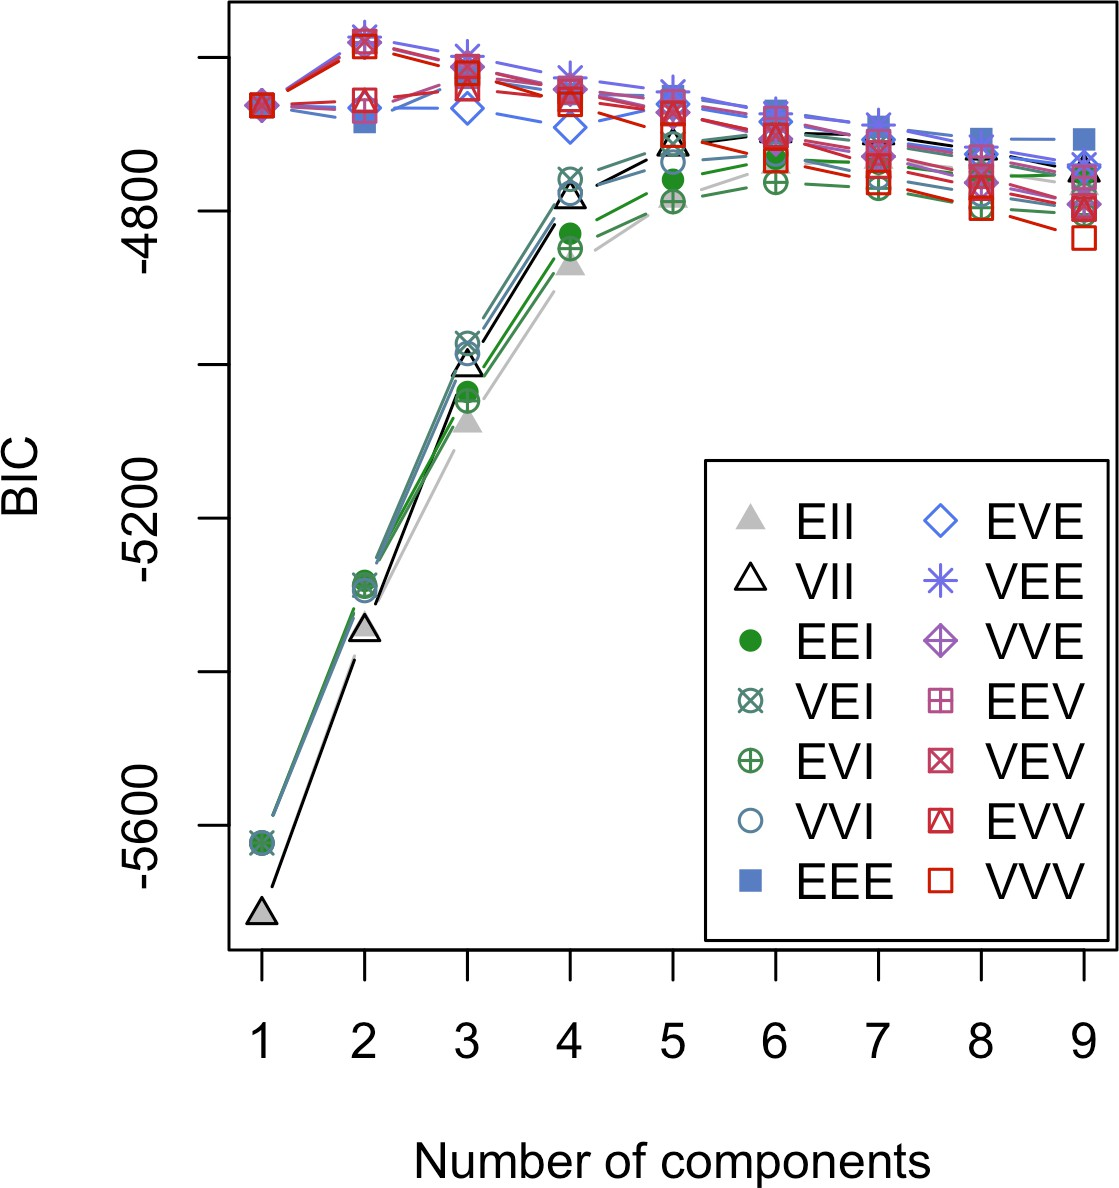 BIC
-4800
-5200
-5600
1 2 3 4 5 6 7 8 9
Number of components
EII
VII
EEI
VEI
EVI
VVI
EEE
EVE
VEE
VVE
EEV
VEV
EVV
VVV